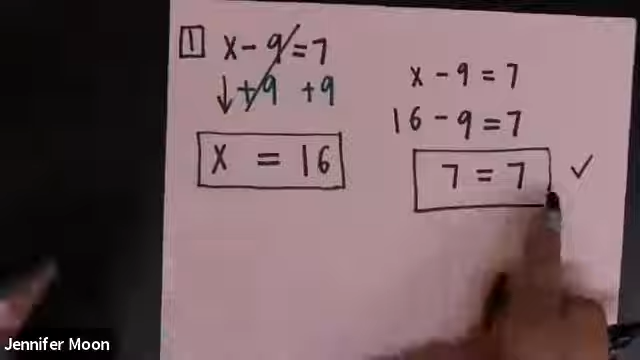 1 x - 9 = 7
↓ +9 +9
x = 16
x - 9 = 7
16 - 9 = 7
7 = 7 ✓
Jennifer Moon